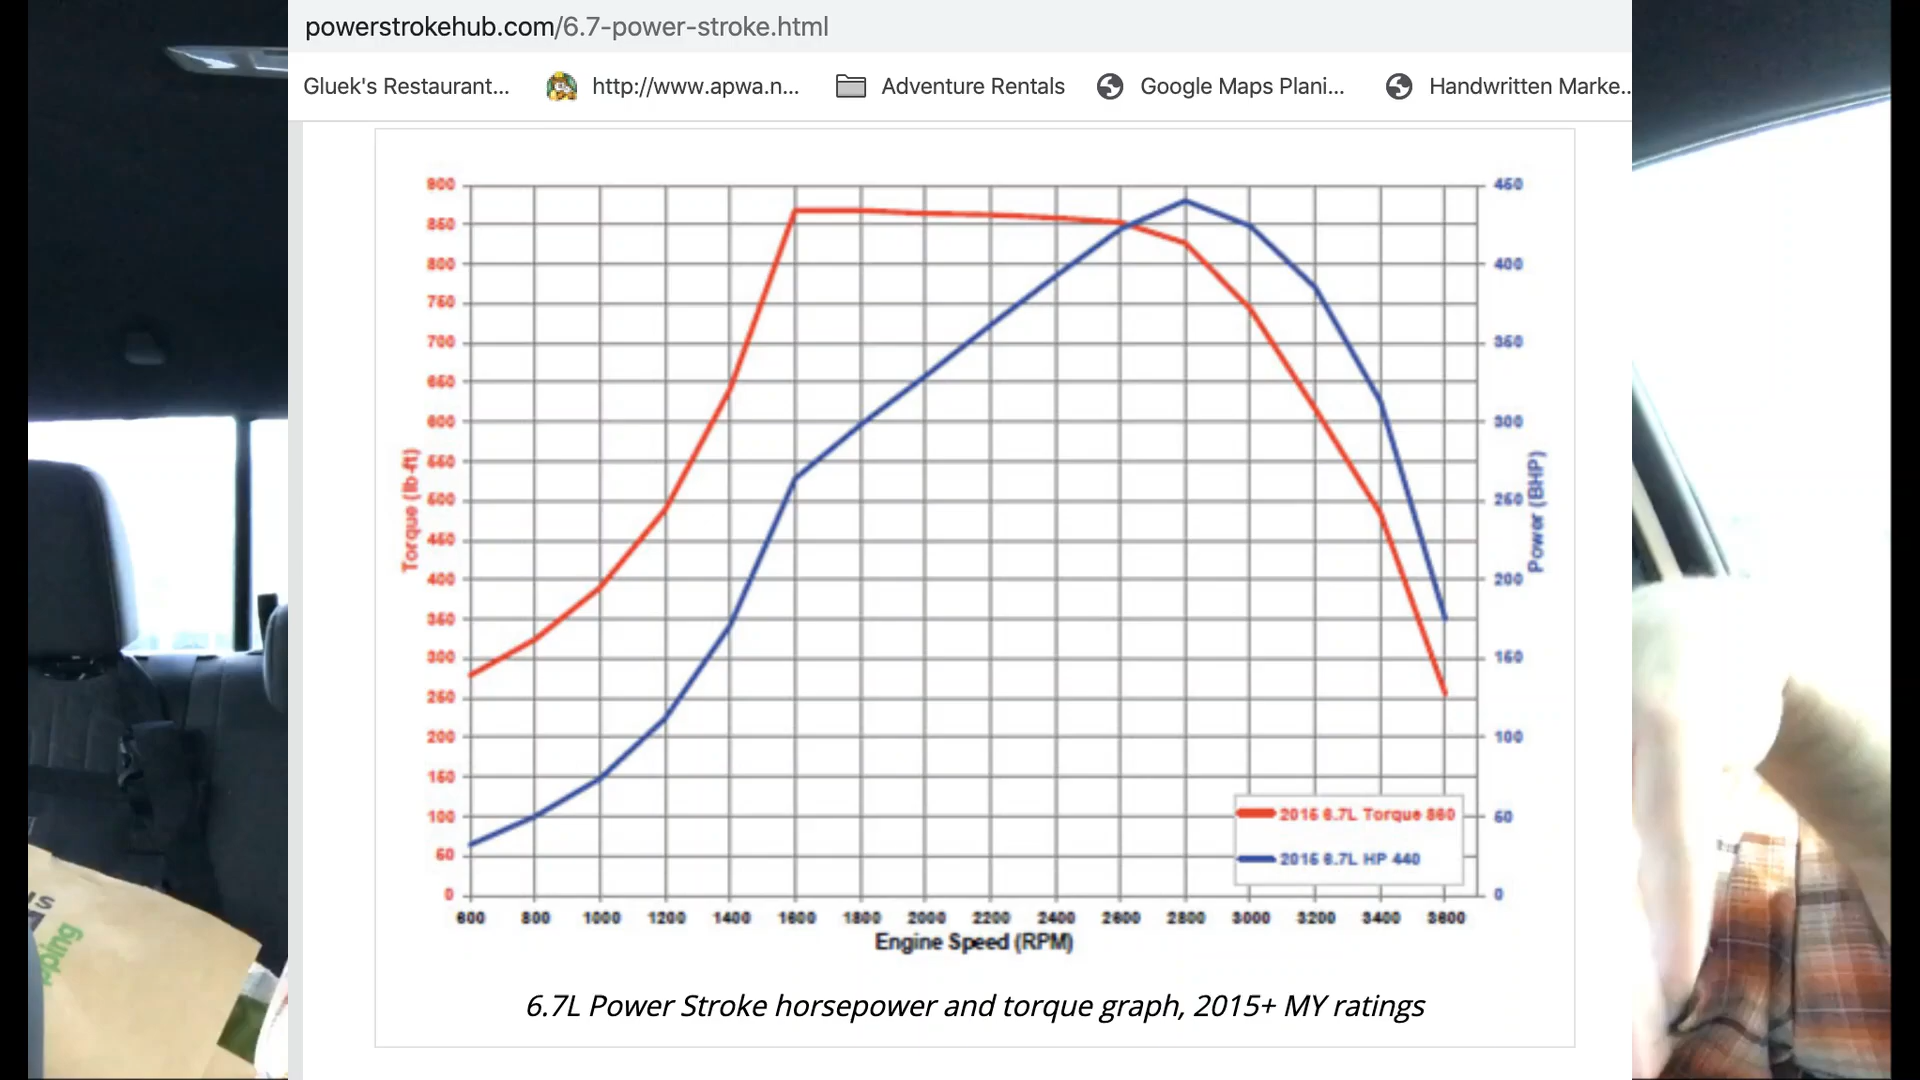 powerstrokehub.com/6.7-power-stroke.html
Gluek's Restaurant... http://www.apwa.n... Adventure Rentals Google Maps Plani... Handwritten Marke...
900 450
850
800 400
750
700 350
650
600 300
550
500 250
450
400 200
350
300 150
250
200 100
150
100 50
50
0 0
Torque (lb-ft)
Power (BHP)
2015 6.7L Torque 860
2015 6.7L HP 440
600 800 1000 1200 1400 1600 1800 2000 2200 2400 2600 2800 3000 3200 3400 3600
Engine Speed (RPM)
6.7L Power Stroke horsepower and torque graph, 2015+ MY ratings